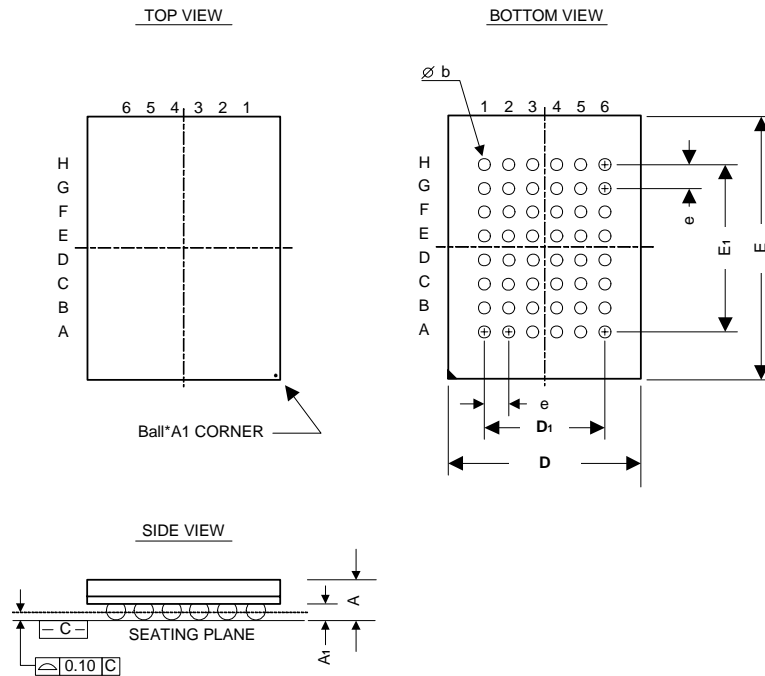 TOP VIEW
6 5 4 3 2 1
H
G
F
E
D
C
B
A
Ball*A1 CORNER
BOTTOM VIEW
Ø b
1 2 3 4 5 6
H
G
F
E
D
C
B
A
e
E1
E
e
D1
D
SIDE VIEW
A
A1
– C –
SEATING PLANE
⌓ 0.10 C